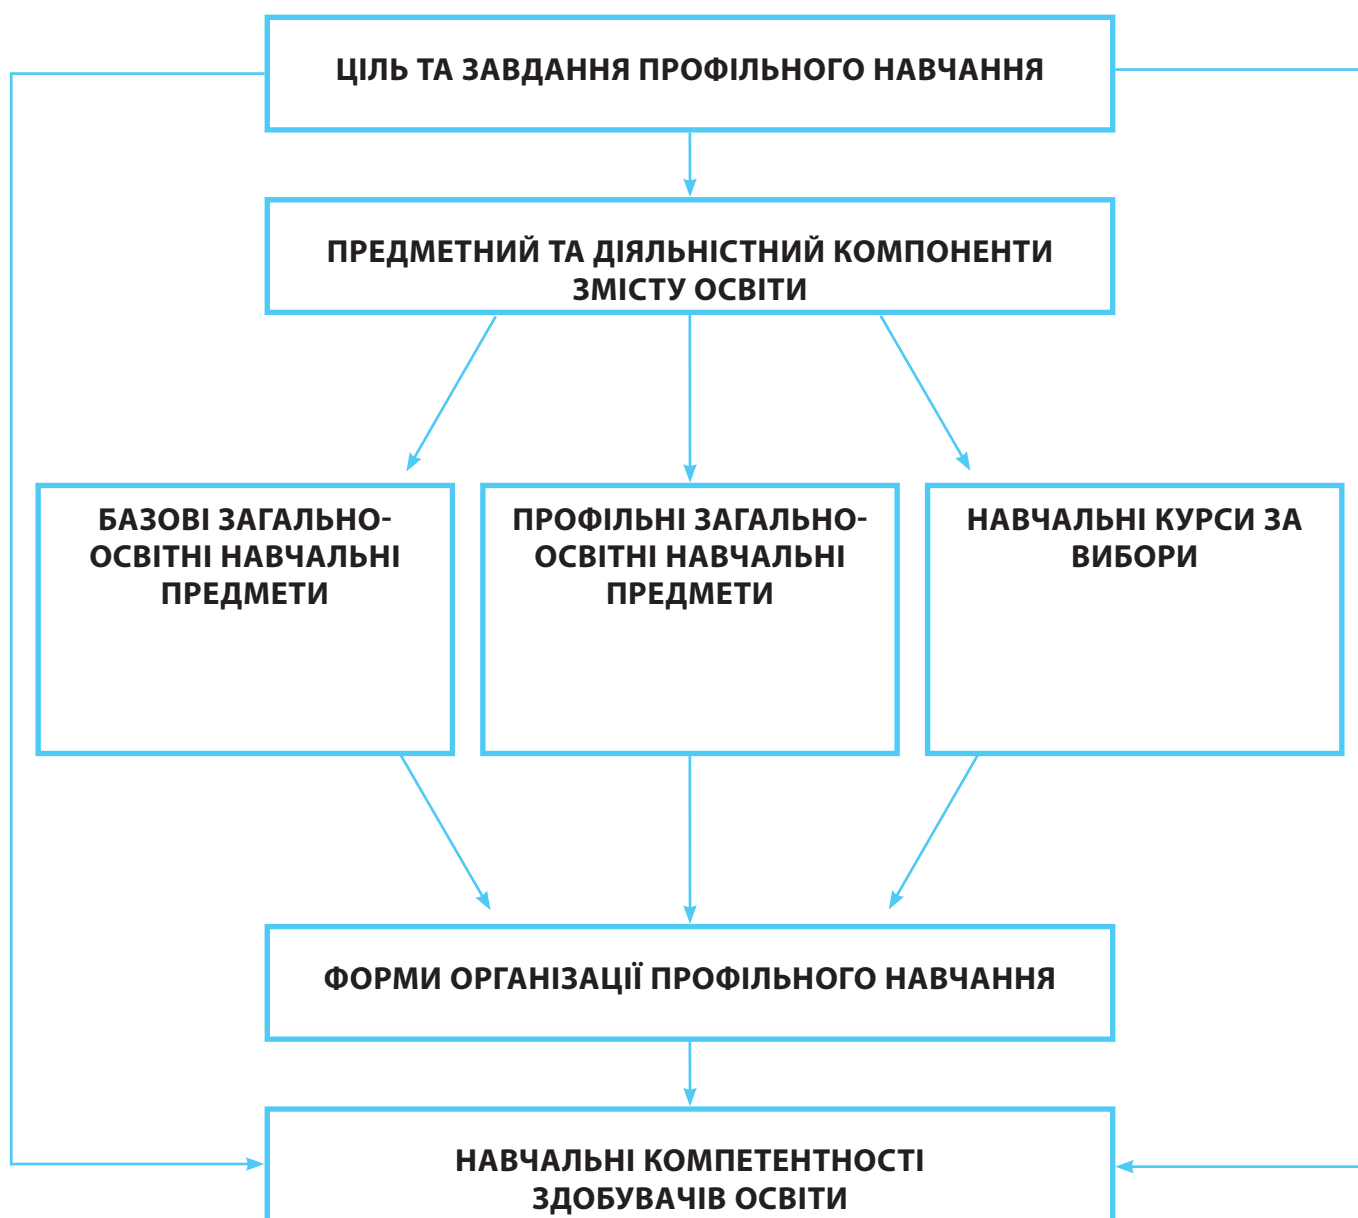 ЦІЛЬ ТА ЗАВДАННЯ ПРОФІЛЬНОГО НАВЧАННЯ
ПРЕДМЕТНИЙ ТА ДІЯЛЬНІСТНИЙ КОМПОНЕНТИ
ЗМІСТУ ОСВІТИ
БАЗОВІ ЗАГАЛЬНО-
ОСВІТНІ НАВЧАЛЬНІ
ПРЕДМЕТИ
ПРОФІЛЬНІ ЗАГАЛЬНО-
ОСВІТНІ НАВЧАЛЬНІ
ПРЕДМЕТИ
НАВЧАЛЬНІ КУРСИ ЗА
ВИБОРИ
ФОРМИ ОРГАНІЗАЦІЇ ПРОФІЛЬНОГО НАВЧАННЯ
НАВЧАЛЬНІ КОМПЕТЕНТНОСТІ
ЗДОБУВАЧІВ ОСВІТИ